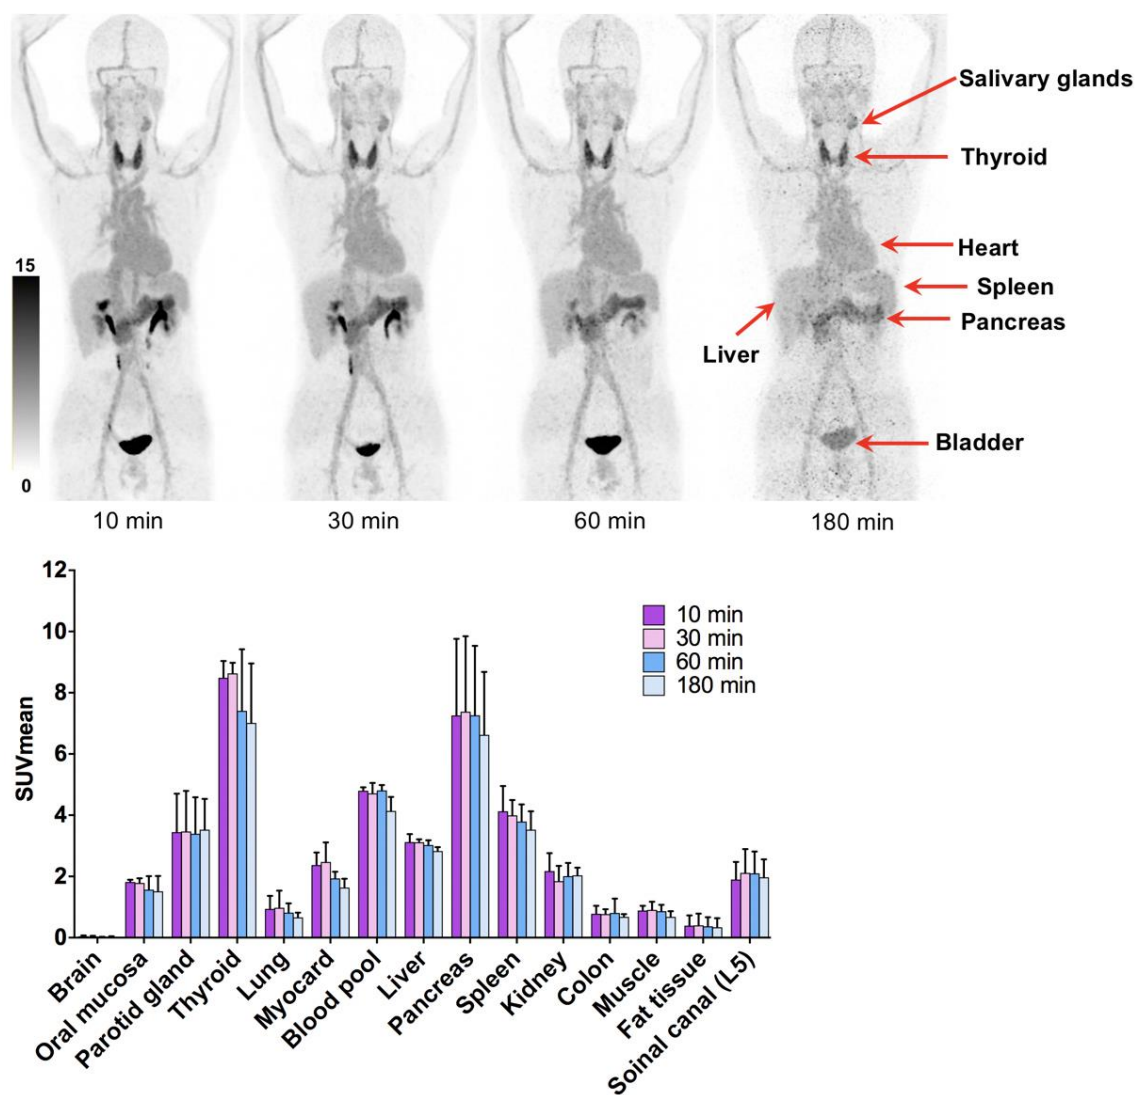 Salivary glands
Thyroid
Heart
15
Spleen
Pancreas
Liver
Bladder
0
10 min
30 min
60 min
180 min
12
10
8
6
4
2
0
SUVmean
10 min
30 min
60 min
180 min
Brain
Oral mucosa
Parotid gland
Thyroid
Lung
Myocard
Blood pool
Liver
Pancreas
Spleen
Kidney
Colon
Muscle
Fat tissue
Soinal canal (L5)